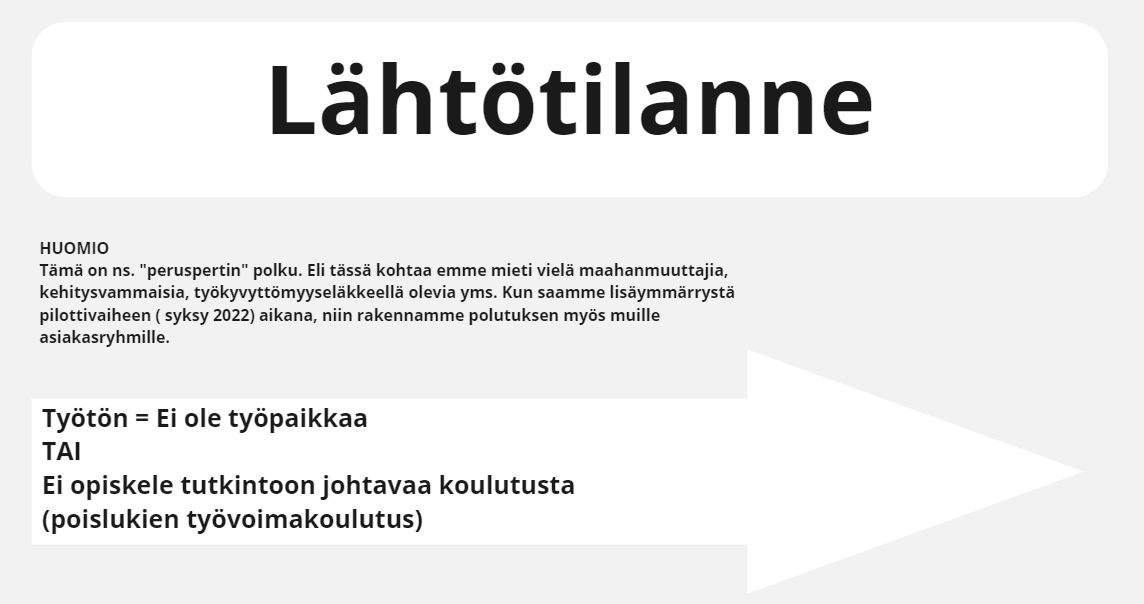 Lähtötilanne
HUOMIO
Tämä on ns. "peruspertin" polku. Eli tässä kohtaa emme mieti vielä maahanmuuttajia,
kehitysvammaisia, työkyvyttömyyseläkkeellä olevia yms. Kun saamme lisäymmärrystä
pilottivaiheen ( syksy 2022) aikana, niin rakennamme polutuksen myös muille
asiakasryhmille.
Työtön = Ei ole työpaikkaa
TAI
Ei opiskele tutkintoon johtavaa koulutusta
(poislukien työvoimakoulutus)